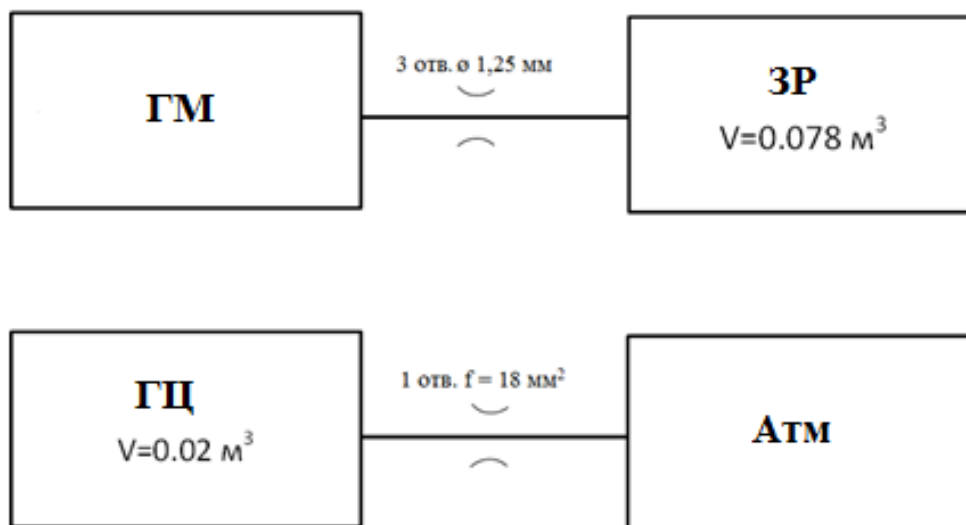 ГМ
3 отв. ø 1,25 мм
ЗР
V=0.078 м³
ГЦ
V=0.02 м³
1 отв. f = 18 мм²
Атм